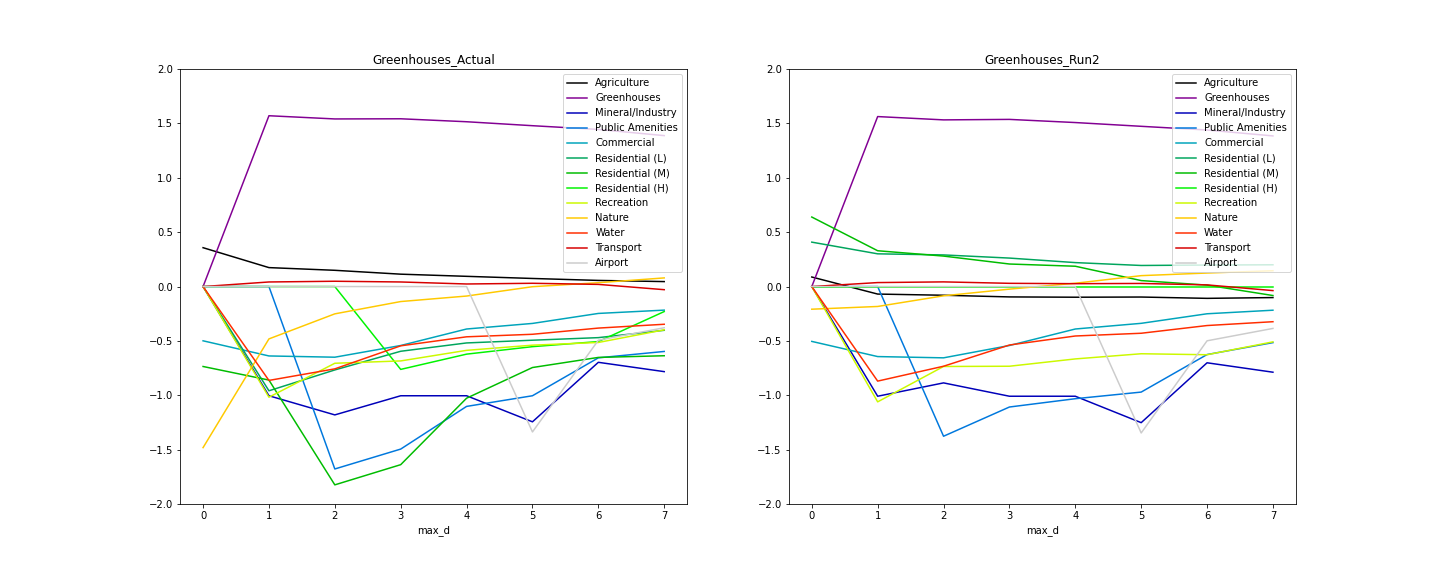 Greenhouses_Actual
2.0
1.5
1.0
0.5
0.0
−0.5
−1.0
−1.5
−2.0
0 1 2 3 4 5 6 7
max_d
Agriculture
Greenhouses
Mineral/Industry
Public Amenities
Commercial
Residential (L)
Residential (M)
Residential (H)
Recreation
Nature
Water
Transport
Airport
Greenhouses_Run2
2.0
1.5
1.0
0.5
0.0
−0.5
−1.0
−1.5
−2.0
0 1 2 3 4 5 6 7
max_d
Agriculture
Greenhouses
Mineral/Industry
Public Amenities
Commercial
Residential (L)
Residential (M)
Residential (H)
Recreation
Nature
Water
Transport
Airport